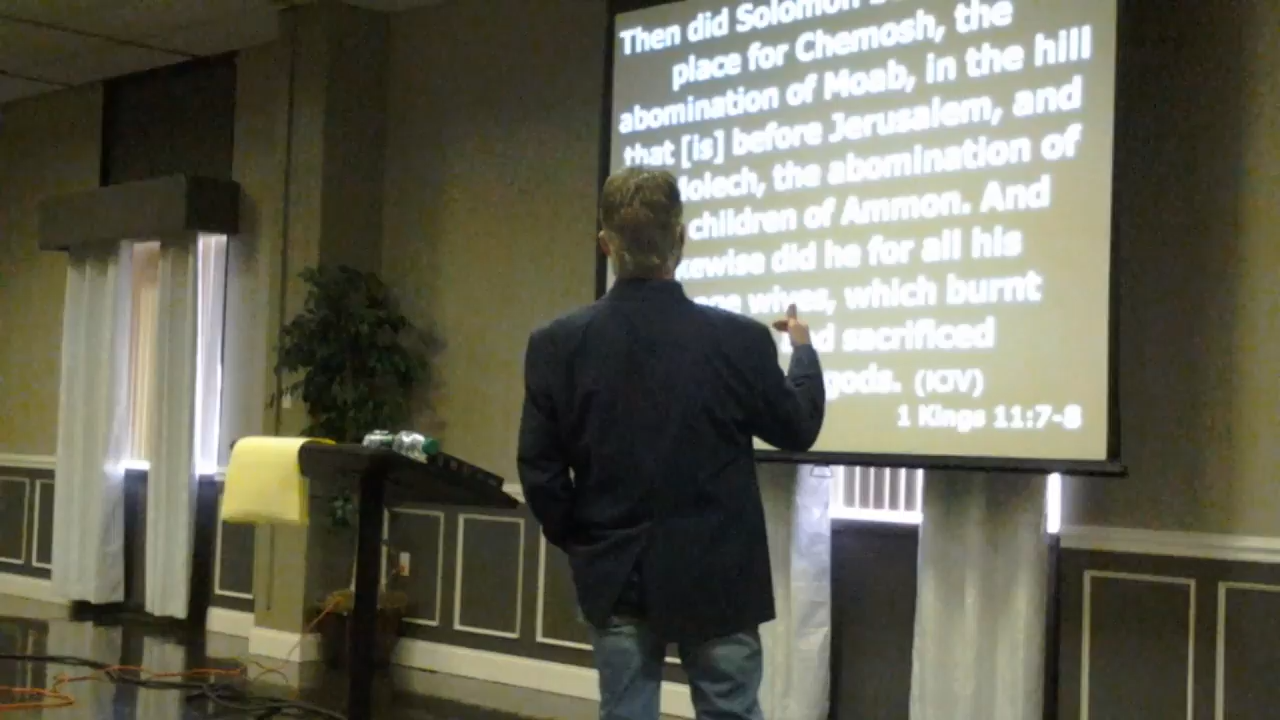 Then did Solomon
place for Chemosh, the
abomination of Moab, in the hill
that [is] before Jerusalem, and
olech, the abomination of
children of Ammon. And
kewise did he for all his
wives, which burnt
sacrificed
gods. (KJV)
1 Kings 11:7-8